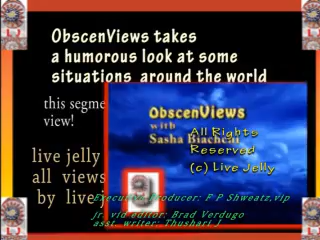 ObscenViews takes
a humorous look at some
situations around the world
this segme
view!
live jelly
all views
by live
ObscenViews
with
Sasha Biacheai
All Rights
Reserved
(c) Live Jelly
Executive Producer: F P Shweatz,vip
jr. vid editor: Brad Verdugo
asst. writer: Thushari J